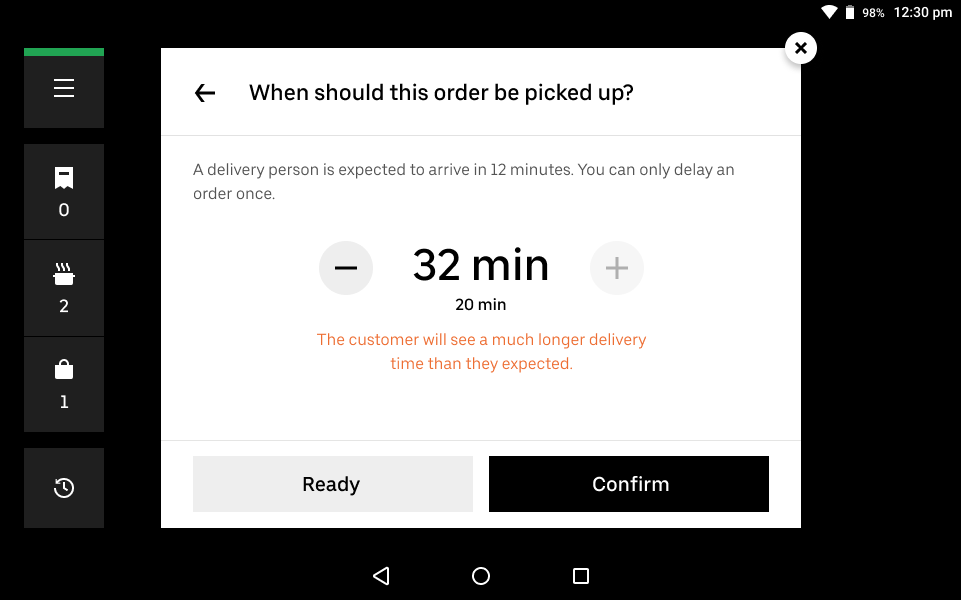 98% 12:30 pm
When should this order be picked up?
A delivery person is expected to arrive in 12 minutes. You can only delay an
order once.
0
32 min
20 min
2
The customer will see a much longer delivery
time than they expected.
1
Ready Confirm